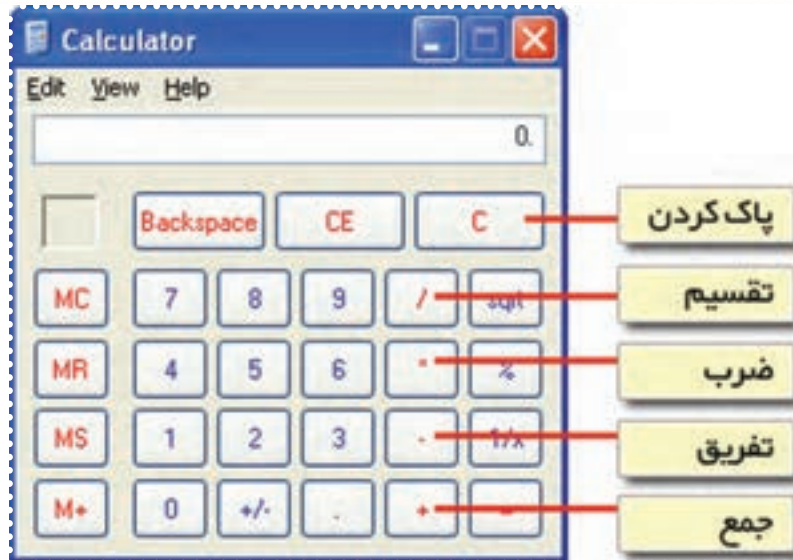 Calculator
Edit View Help
0.
Backspace CE C پاک کردن
MC 7 8 9 / sqrt تقسیم
MR 4 5 6 * % ضرب
MS 1 2 3 - 1/x تفریق
M+ 0 +/- . + = جمع